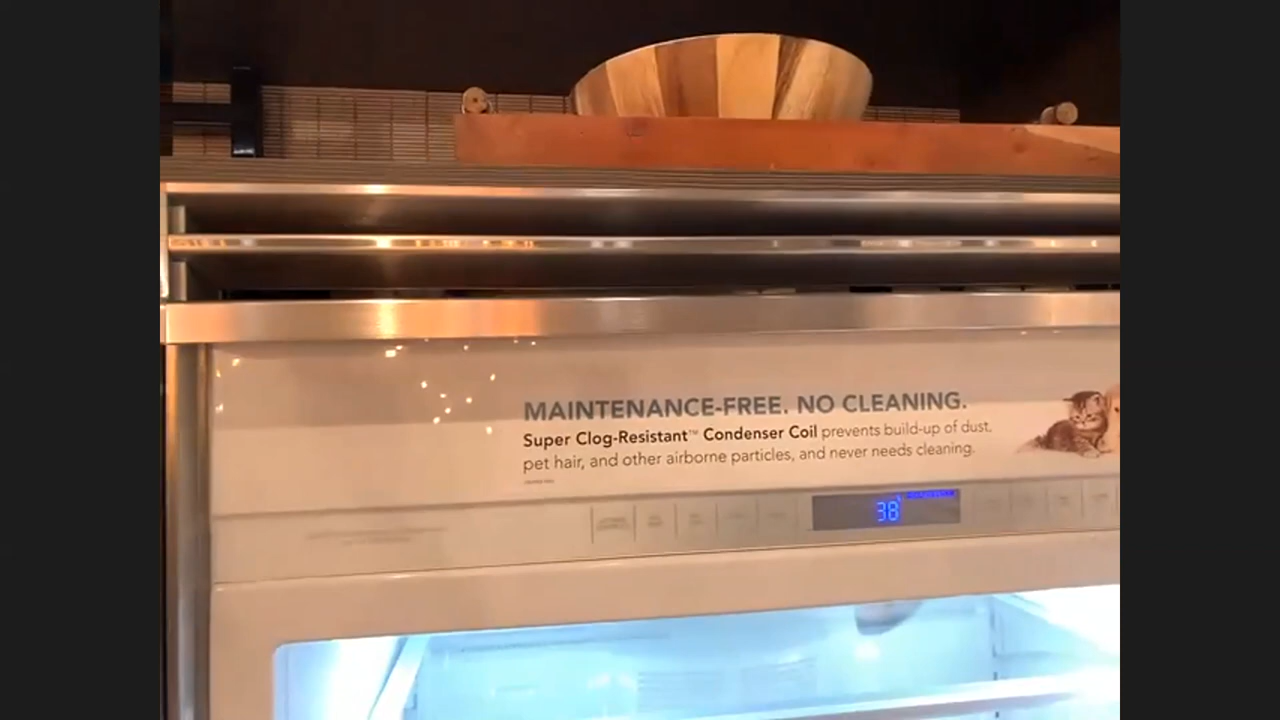 MAINTENANCE-FREE. NO CLEANING.
Super Clog-Resistant™ Condenser Coil prevents build-up of dust,
pet hair, and other airborne particles, and never needs cleaning.
38°